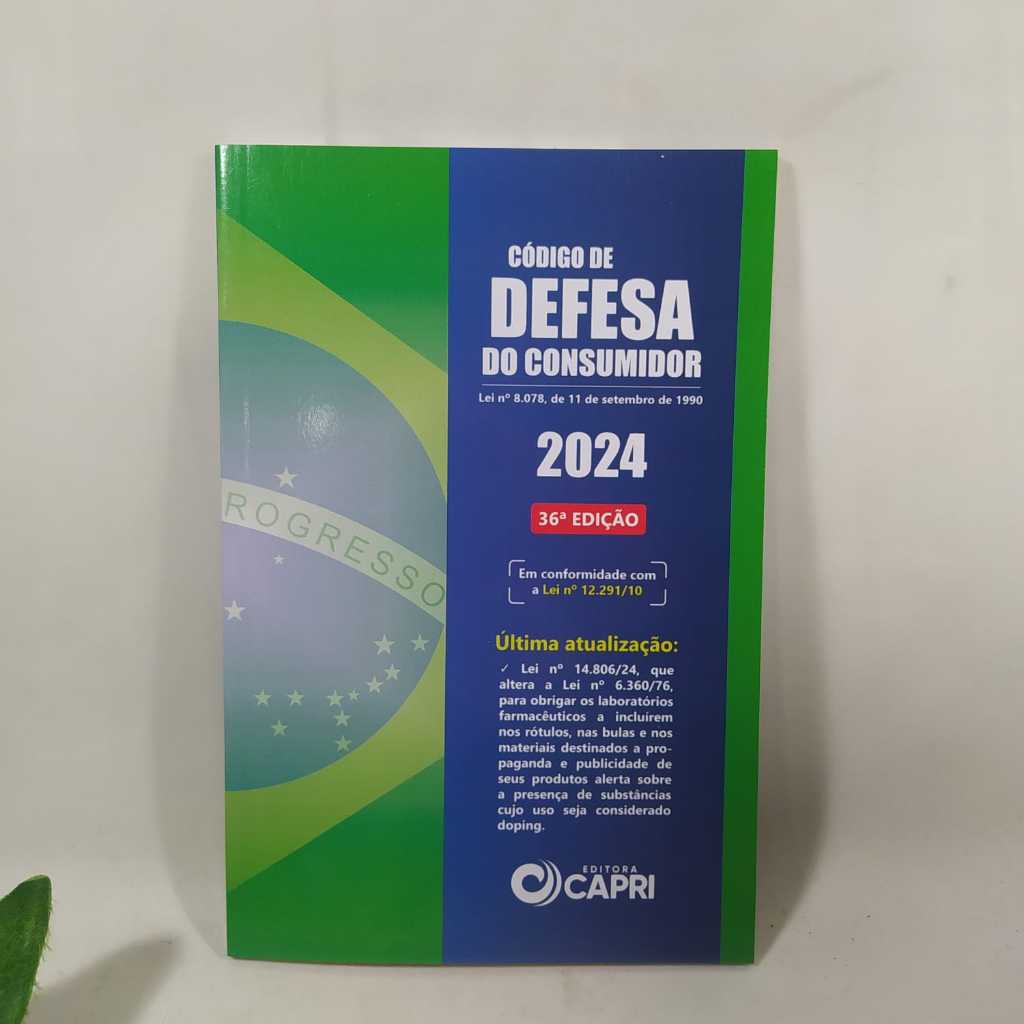 CÓDIGO DE
DEFESA
DO CONSUMIDOR
Lei nº 8.078, de 11 de setembro de 1990
2024
36ª EDIÇÃO
Em conformidade com
a Lei nº 12.291/10
Última atualização:
✓ Lei nº 14.806/24, que
altera a Lei nº 6.360/76,
para obrigar os laboratórios
farmacêuticos a incluírem
nos rótulos, nas bulas e nos
materiais destinados a pro-
paganda e publicidade de
seus produtos alerta sobre
a presença de substâncias
cujo uso seja considerado
doping.
EDITORA
CAPRI
ROGRESSO